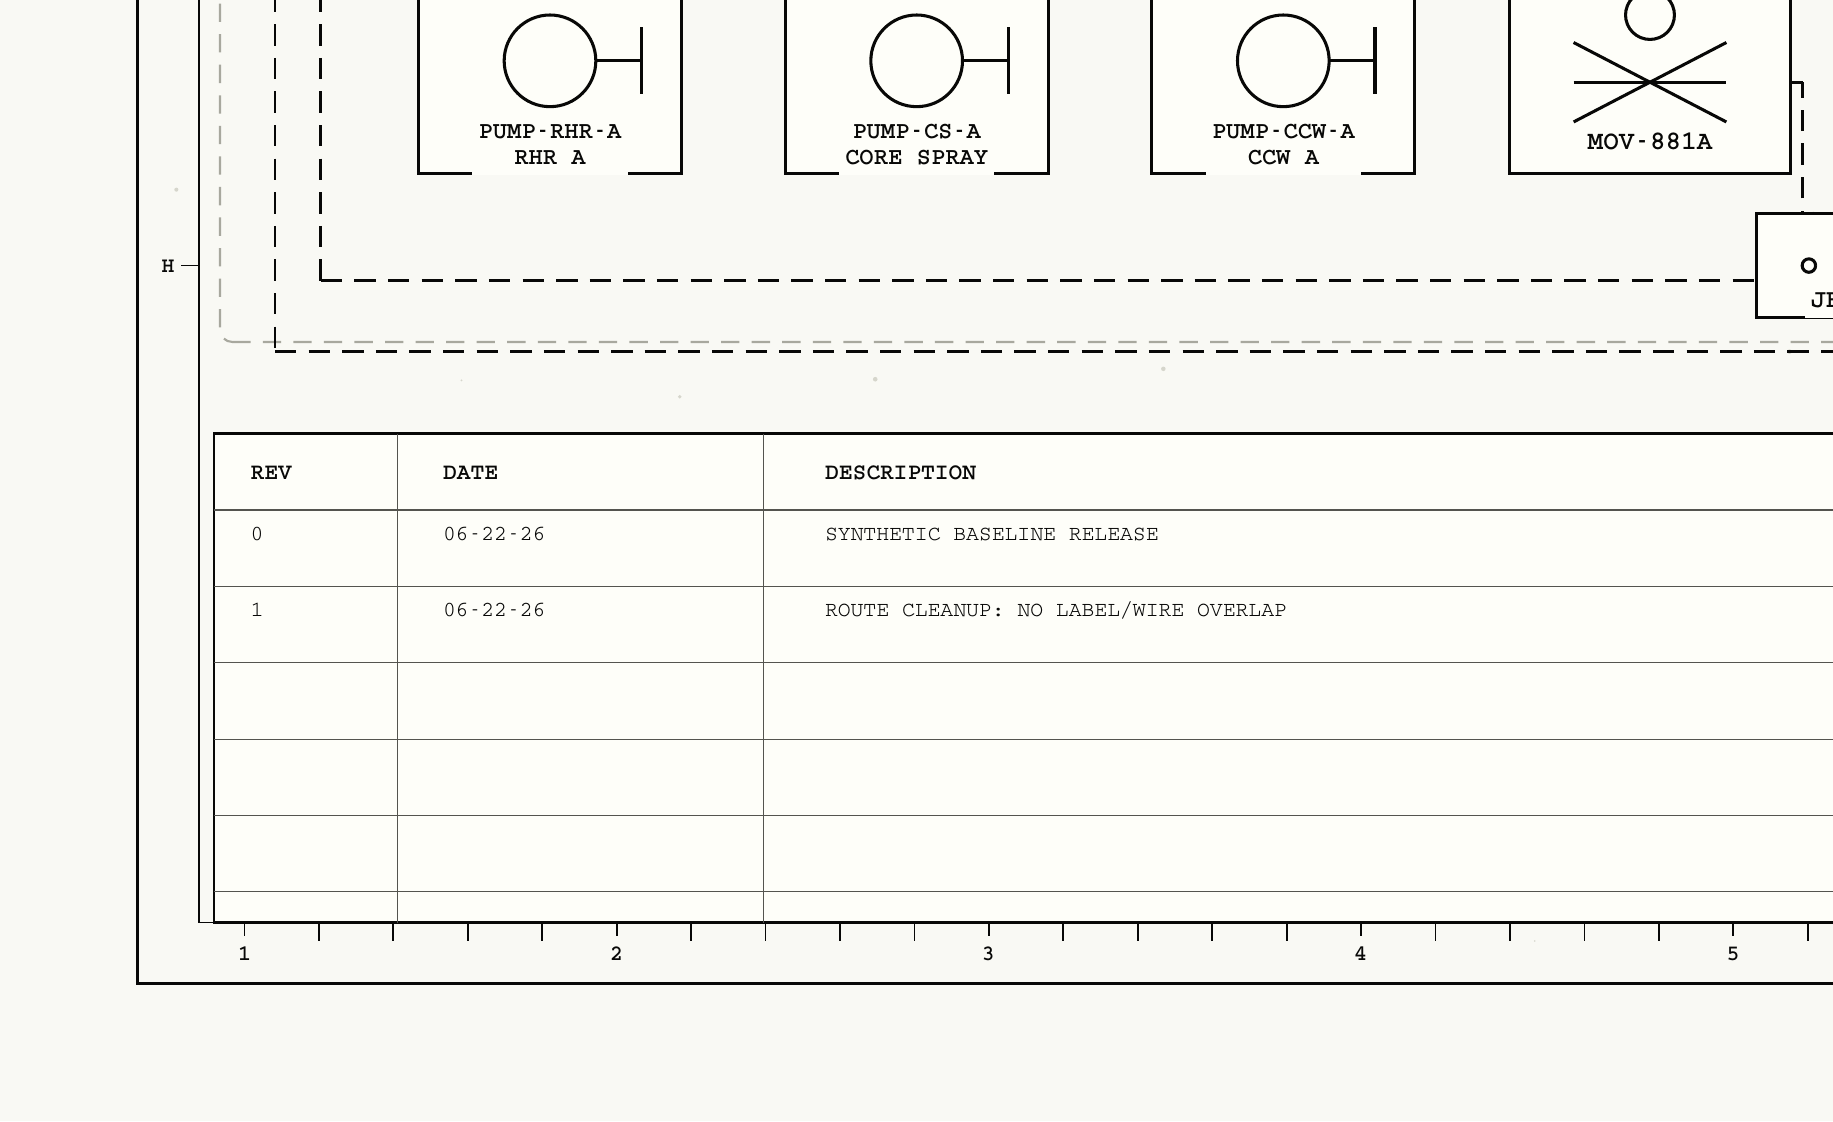 PUMP-RHR-A
RHR A
PUMP-CS-A
CORE SPRAY
PUMP-CCW-A
CCW A
MOV-881A
H
REV DATE DESCRIPTION
0 06-22-26 SYNTHETIC BASELINE RELEASE
1 06-22-26 ROUTE CLEANUP: NO LABEL/WIRE OVERLAP
1 2 3 4 5